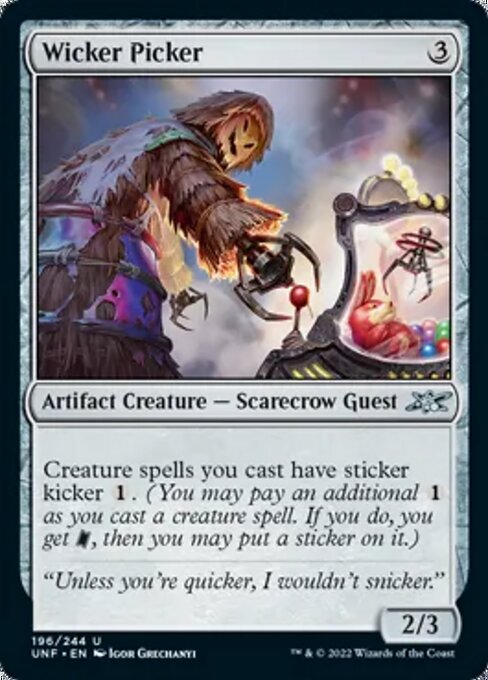 Wicker Picker 3
Artifact Creature — Scarecrow Guest
Creature spells you cast have sticker
kicker 1. (You may pay an additional 1
as you cast a creature spell. If you do, you
get , then you may put a sticker on it.)
“Unless you’re quicker, I wouldn’t snicker.”
2/3
196/244 U
UNF • EN Igor Grechanyi ™ & © 2022 Wizards of the Coast